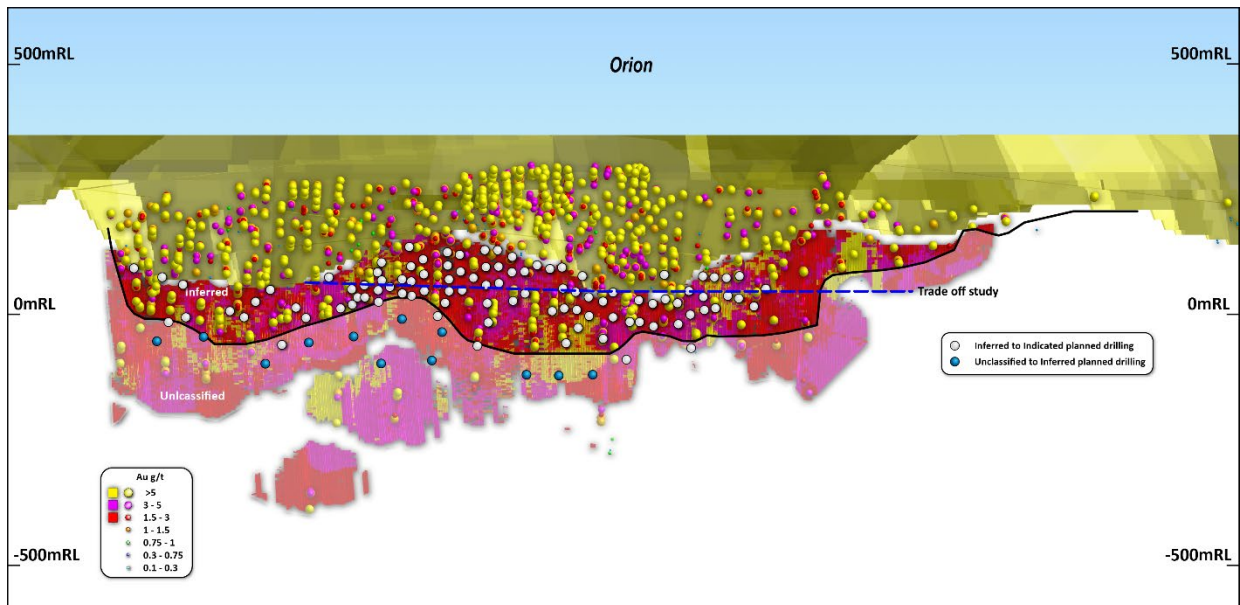 500mRL
Orion
500mRL
Inferred
0mRL
Trade off study
0mRL
Inferred to Indicated planned drilling
Unclassified to Inferred planned drilling
Unlcassified
Au g/t
>5
3 - 5
1.5 - 3
1 - 1.5
0.75 - 1
0.3 - 0.75
0.1 - 0.3
-500mRL
-500mRL